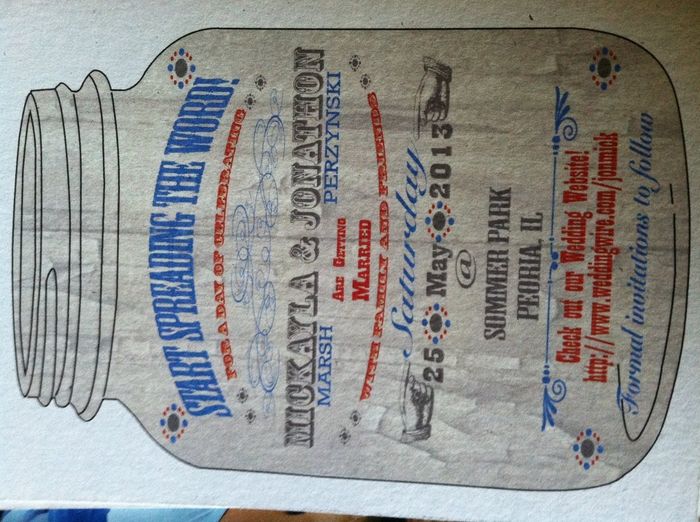 START SPREADING THE WORD!
FOR A DAY OF CELEBRATING
MICKAYLA & JONATHON
MARSH PERZYNSKI
ARE GETTING
MARRIED
WITH FAMILY AND FRIENDS
Saturday
25 May 2013
@
SOMMER PARK
PEORIA, IL
Check out our Wedding Website!
http://www.weddingwire.com/jonmick
Formal invitations to follow